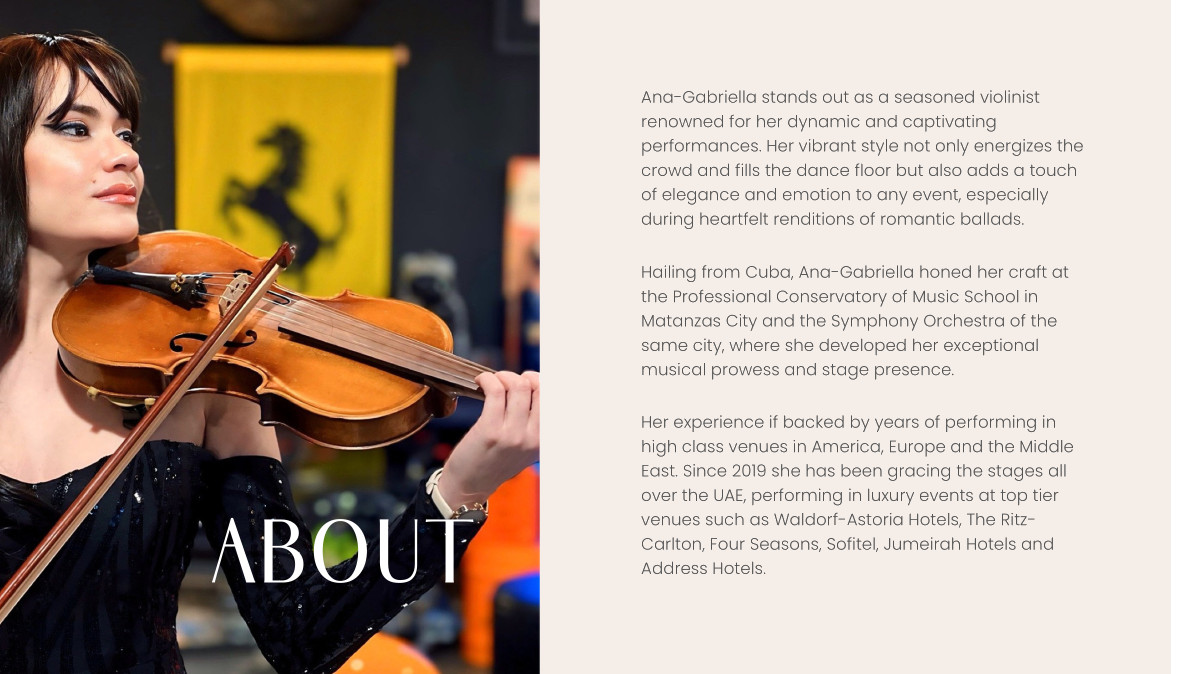 Ana-Gabriella stands out as a seasoned violinist
renowned for her dynamic and captivating
performances. Her vibrant style not only energizes the
crowd and fills the dance floor but also adds a touch
of elegance and emotion to any event, especially
during heartfelt renditions of romantic ballads.
Hailing from Cuba, Ana-Gabriella honed her craft at
the Professional Conservatory of Music School in
Matanzas City and the Symphony Orchestra of the
same city, where she developed her exceptional
musical prowess and stage presence.
Her experience if backed by years of performing in
high class venues in America, Europe and the Middle
East. Since 2019 she has been gracing the stages all
over the UAE, performing in luxury events at top tier
venues such as Waldorf-Astoria Hotels, The Ritz-
Carlton, Four Seasons, Sofitel, Jumeirah Hotels and
Address Hotels.
ABOUT